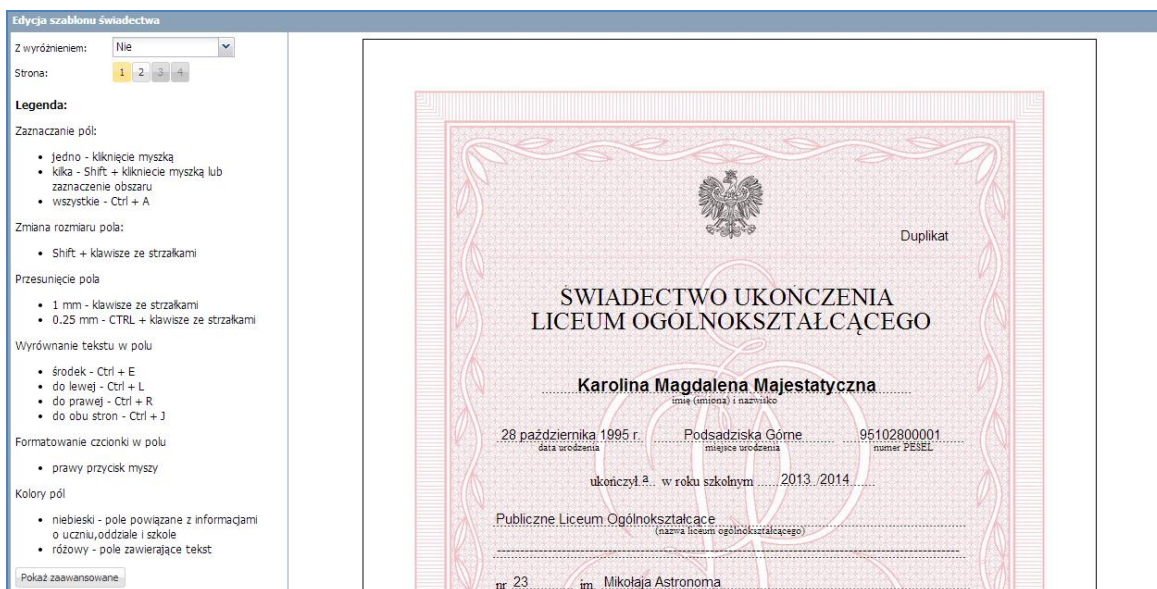 Edycja szablonu świadectwa
Z wyróżnieniem: Nie
Strona: 1 2 3 4
Legenda:
Zaznaczanie pól:
jedno - kliknięcie myszką
kilka - Shift + klikniecie myszką lub
zaznaczenie obszaru
wszystkie - Ctrl + A
Zmiana rozmiaru pola:
Shift + klawisze ze strzałkami
Przesunięcie pola
1 mm - klawisze ze strzałkami
0.25 mm - CTRL + klawisze ze strzałkami
Wyrównanie tekstu w polu
środek - Ctrl + E
do lewej - Ctrl + L
do prawej - Ctrl + R
do obu stron - Ctrl + J
Formatowanie czcionki w polu
prawy przycisk myszy
Kolory pól
niebieski - pole powiązane z informacjami
o uczniu,oddziale i szkole
różowy - pole zawierające tekst
Pokaż zaawansowane
Duplikat
ŚWIADECTWO UKOŃCZENIA
LICEUM OGÓLNOKSZTAŁCĄCEGO
Karolina Magdalena Majestatyczna
imię (imiona) i nazwisko
28 października 1995 r. Podsadziska Górne 95102800001
data urodzenia miejsce urodzenia numer PESEL
ukończył a w roku szkolnym 2013 /2014
Publiczne Liceum Ogólnokształcące
(nazwa liceum ogólnokształcącego)
nr 23 im. Mikołaja Astronoma